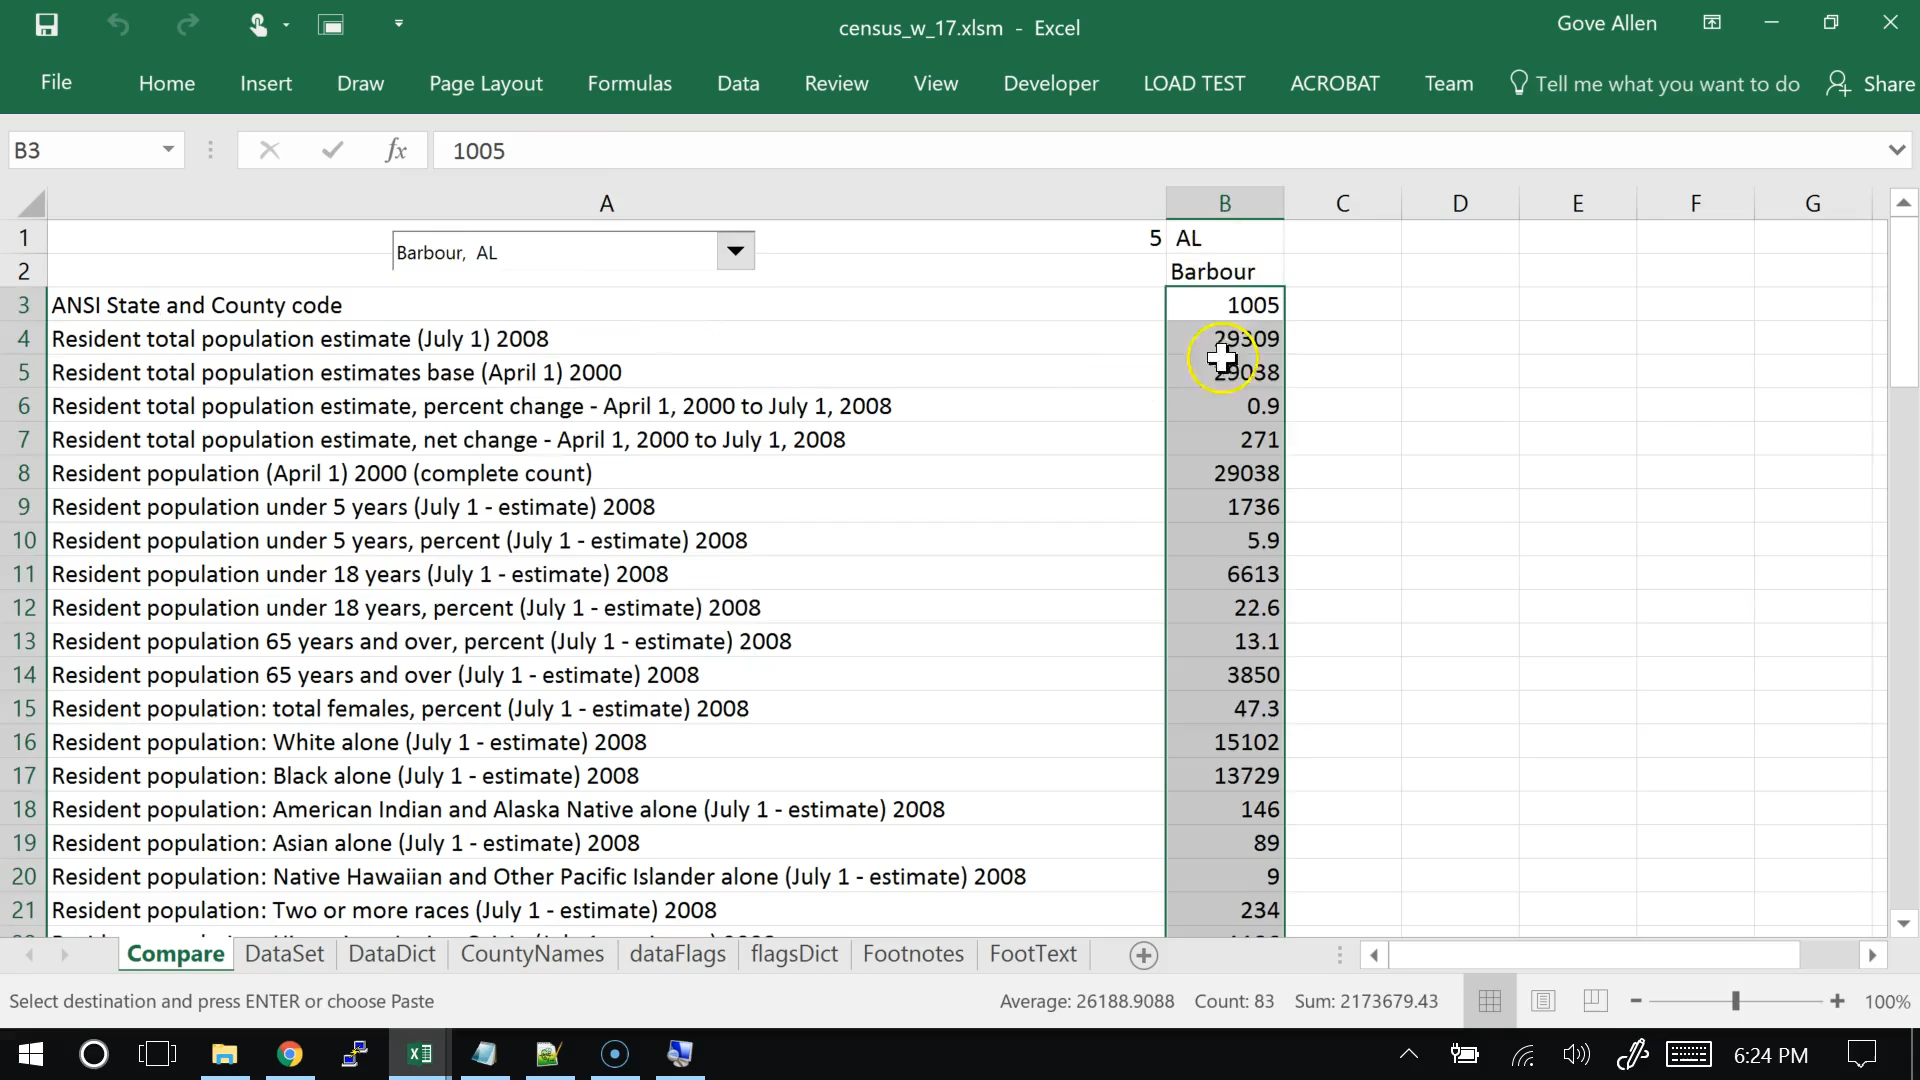 census_w_17.xlsm - Excel
Gove Allen
File Home Insert Draw Page Layout Formulas Data Review View Developer LOAD TEST ACROBAT Team Tell me what you want to do Share
B3 fx 1005
A B C D E F G
1 Barbour, AL 5 AL
2 Barbour
3 ANSI State and County code 1005
4 Resident total population estimate (July 1) 2008 29309
5 Resident total population estimates base (April 1) 2000 29038
6 Resident total population estimate, percent change - April 1, 2000 to July 1, 2008 0.9
7 Resident total population estimate, net change - April 1, 2000 to July 1, 2008 271
8 Resident population (April 1) 2000 (complete count) 29038
9 Resident population under 5 years (July 1 - estimate) 2008 1736
10 Resident population under 5 years, percent (July 1 - estimate) 2008 5.9
11 Resident population under 18 years (July 1 - estimate) 2008 6613
12 Resident population under 18 years, percent (July 1 - estimate) 2008 22.6
13 Resident population 65 years and over, percent (July 1 - estimate) 2008 13.1
14 Resident population 65 years and over (July 1 - estimate) 2008 3850
15 Resident population: total females, percent (July 1 - estimate) 2008 47.3
16 Resident population: White alone (July 1 - estimate) 2008 15102
17 Resident population: Black alone (July 1 - estimate) 2008 13729
18 Resident population: American Indian and Alaska Native alone (July 1 - estimate) 2008 146
19 Resident population: Asian alone (July 1 - estimate) 2008 89
20 Resident population: Native Hawaiian and Other Pacific Islander alone (July 1 - estimate) 2008 9
21 Resident population: Two or more races (July 1 - estimate) 2008 234
Compare DataSet DataDict CountyNames dataFlags flagsDict Footnotes FootText
Select destination and press ENTER or choose Paste Average: 26188.9088 Count: 83 Sum: 2173679.43 100%
6:24 PM